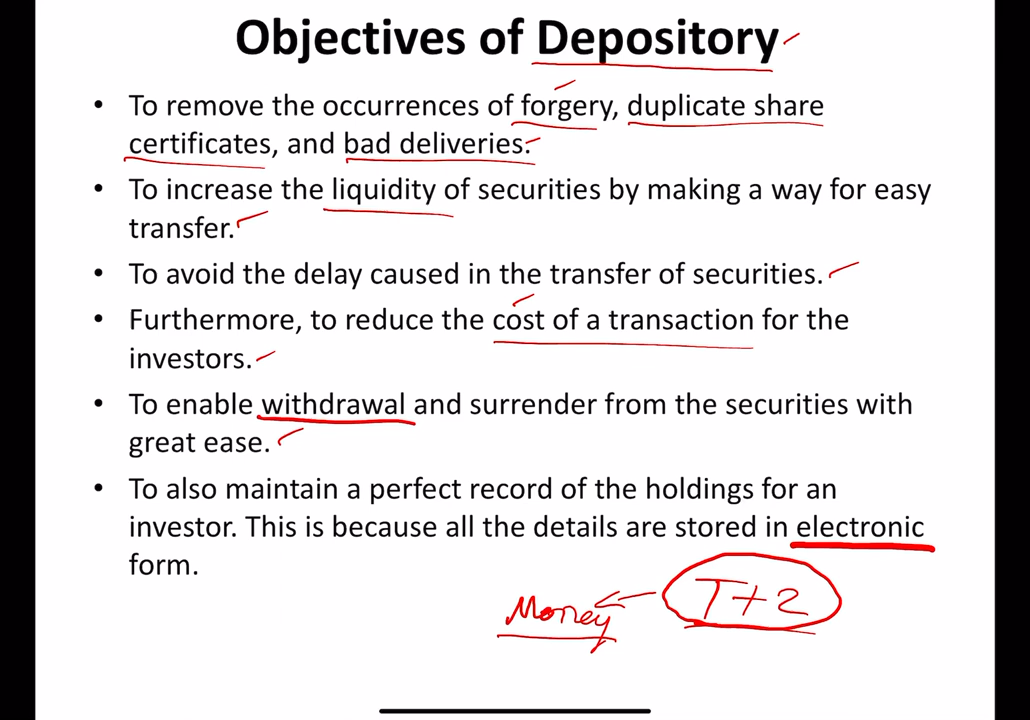 Objectives of Depository
• To remove the occurrences of forgery, duplicate share
certificates, and bad deliveries.
• To increase the liquidity of securities by making a way for easy
transfer.
• To avoid the delay caused in the transfer of securities.
• Furthermore, to reduce the cost of a transaction for the
investors.
• To enable withdrawal and surrender from the securities with
great ease.
• To also maintain a perfect record of the holdings for an
investor. This is because all the details are stored in electronic
form.
Money T+2